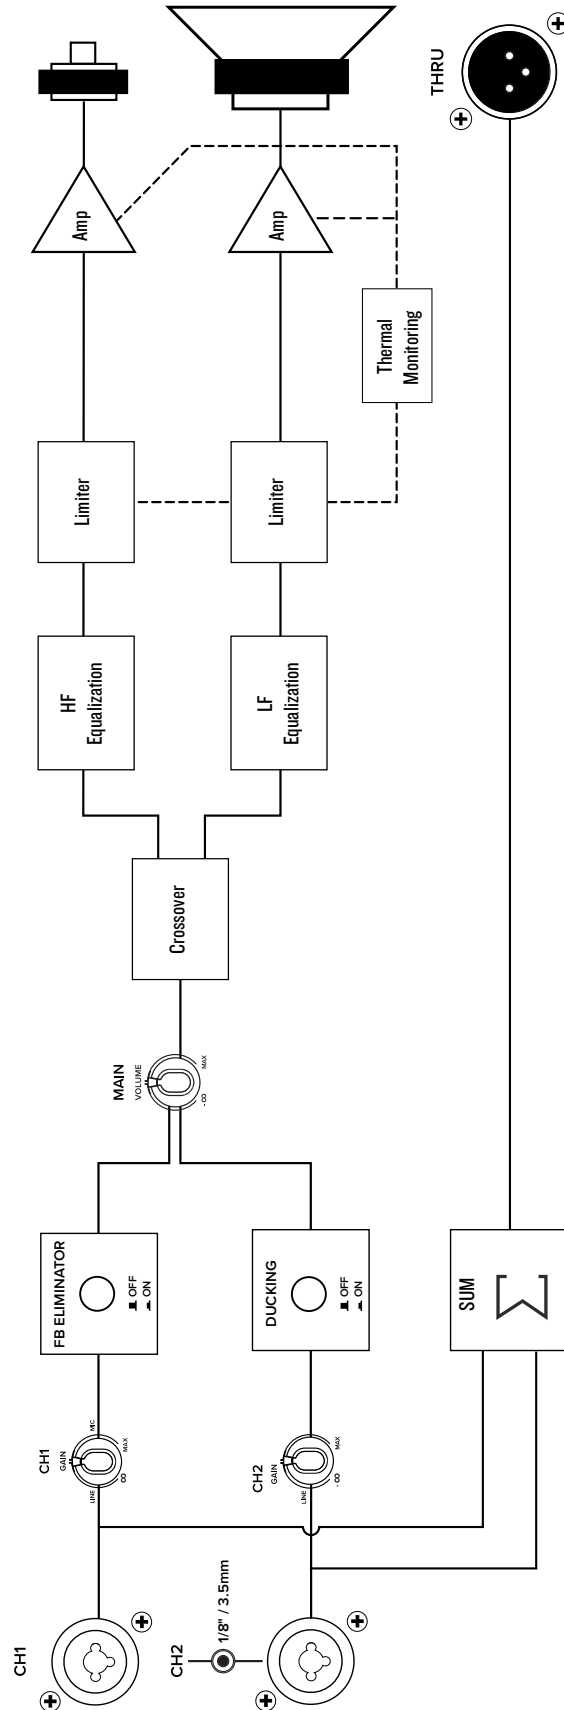 THRU
Amp
Amp
Thermal
Monitoring
Limiter
Limiter
HF
Equalization
LF
Equalization
Crossover
MAIN
VOLUME
- ∞
MAX
FB ELIMINATOR
OFF
ON
DUCKING
OFF
ON
SUM
Σ
CH1
GAIN
LINE
MIC
∞
MAX
CH2
GAIN
LINE
- ∞
MAX
CH1
CH2
1/8" / 3.5mm